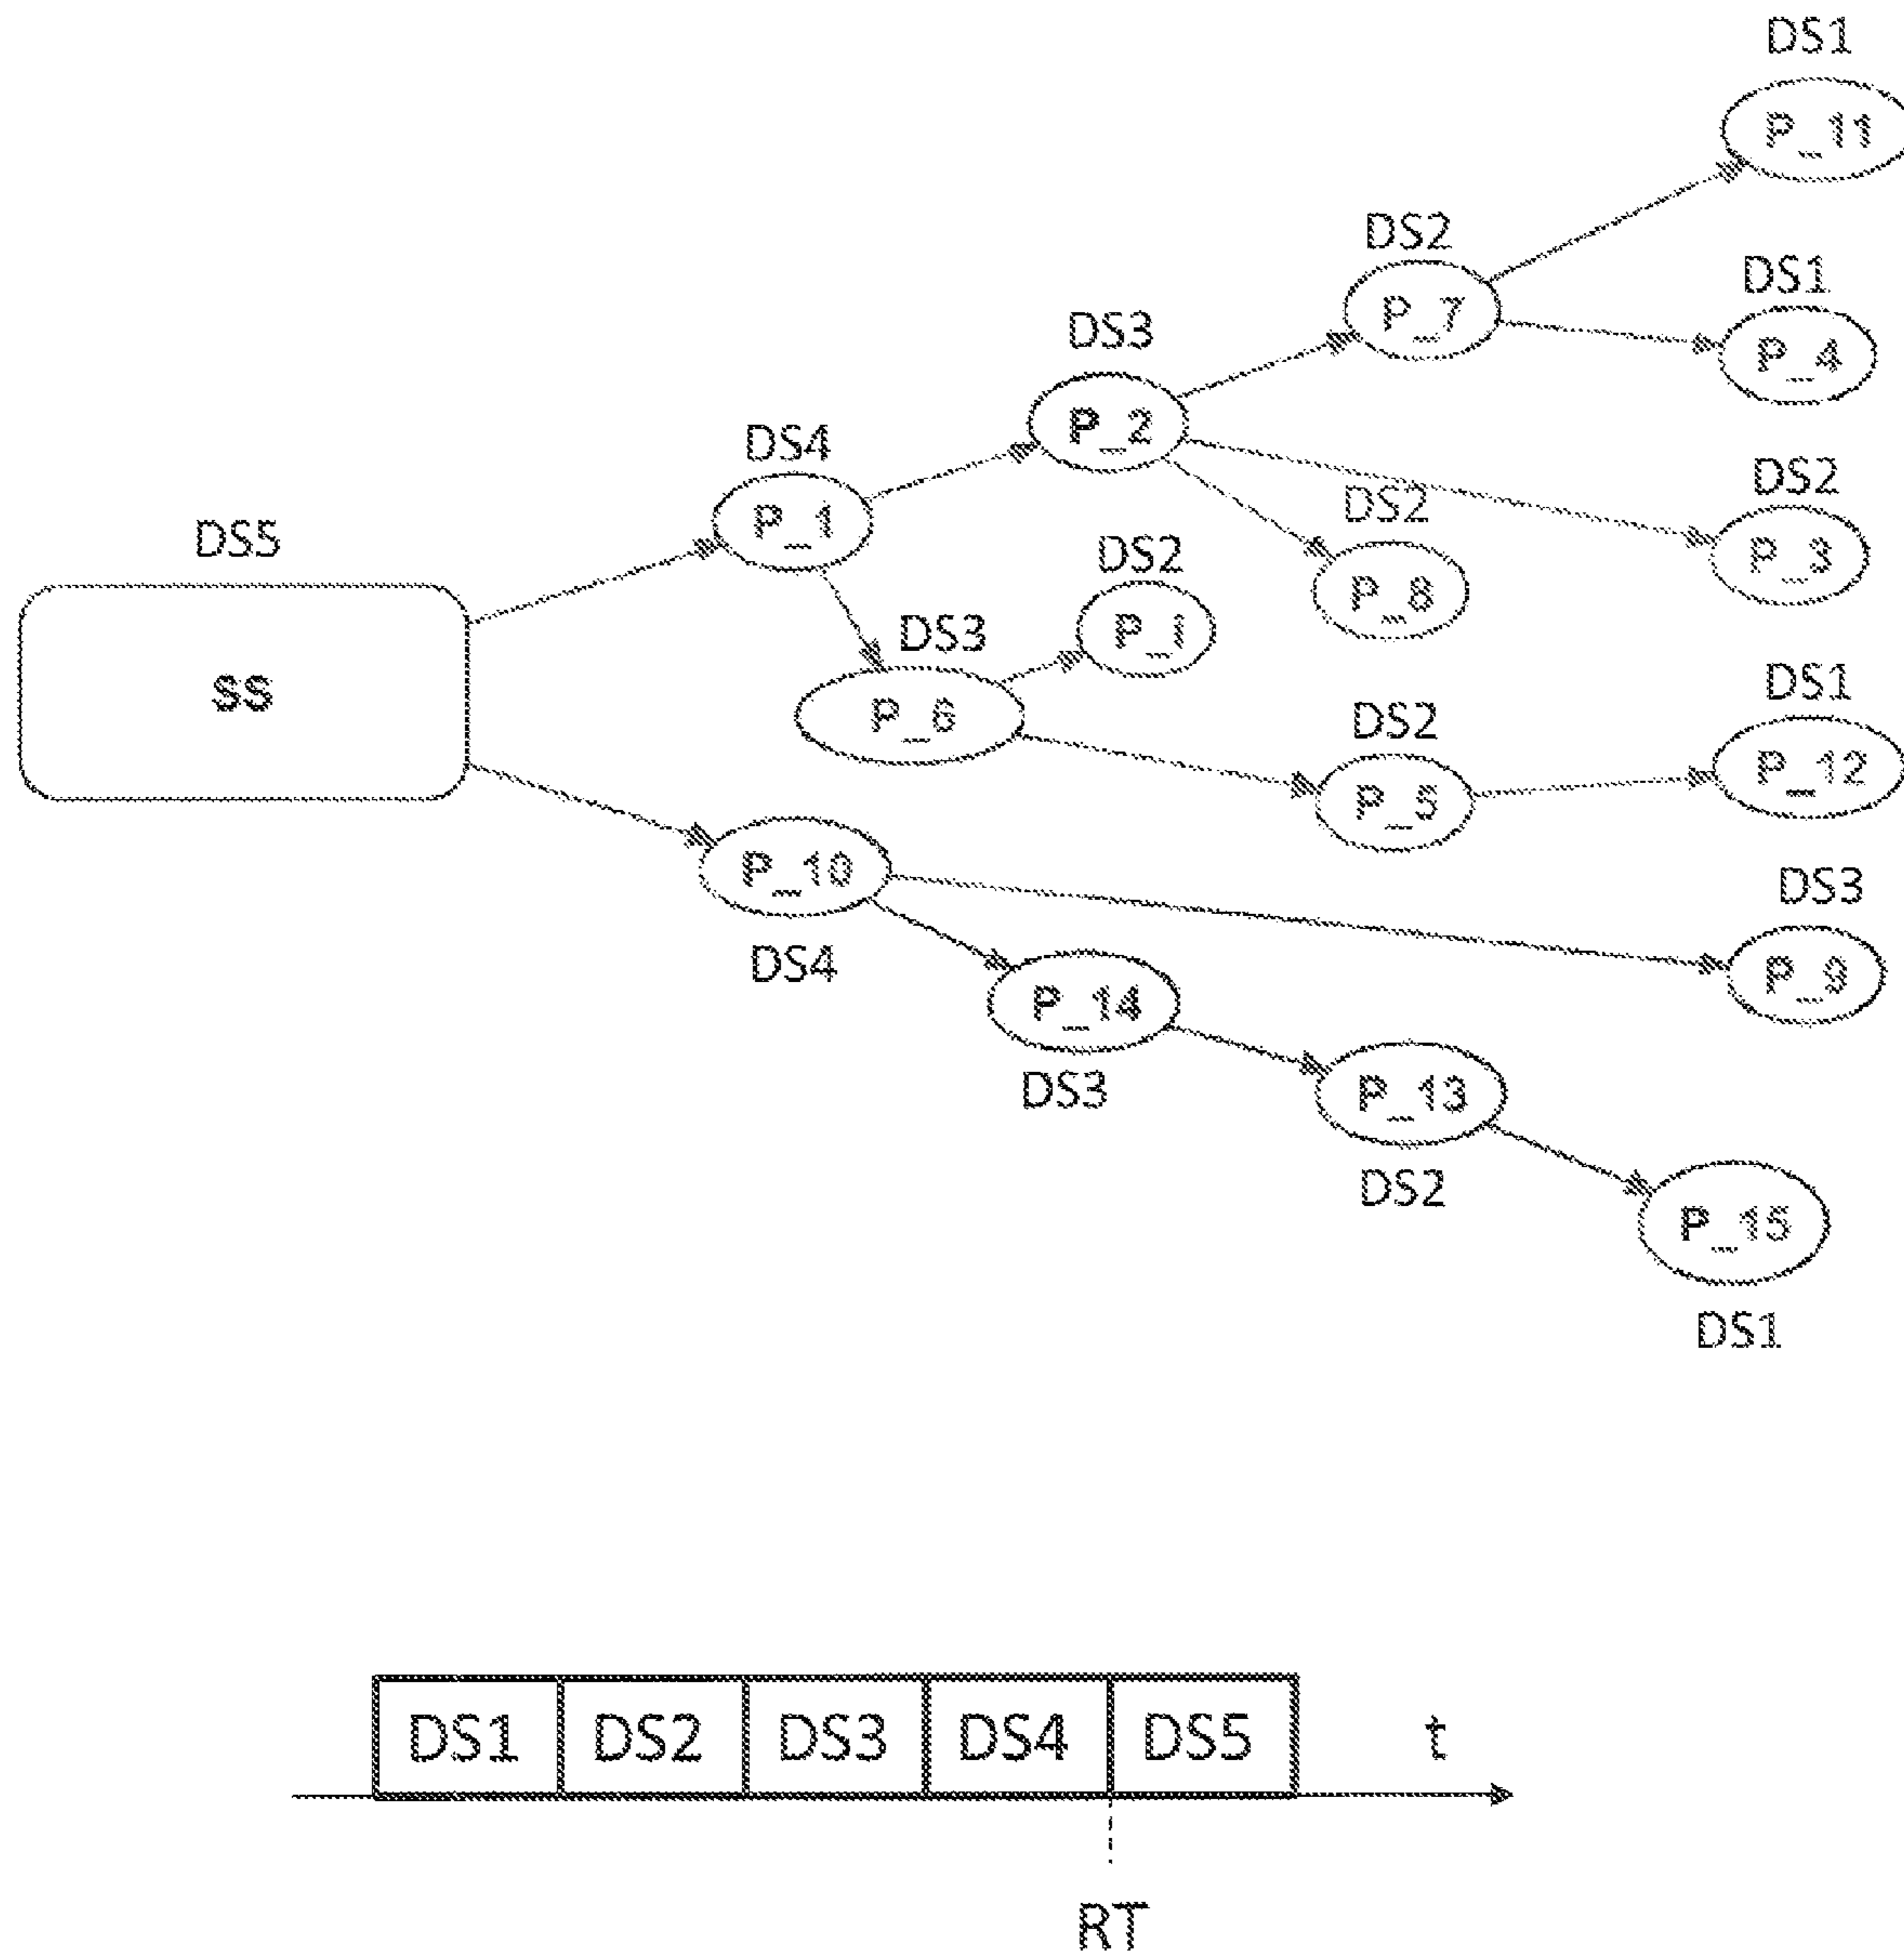 DS1
P_11
DS2
P_7
DS1
P_4
DS3
P_2
DS4
P_1
DS2
P_3
DS2
P_8
DS5
SS
DS2
P_i
DS3
P_6
DS1
P_12
DS2
P_5
P_10
DS4
DS3
P_9
P_14
DS3
P_13
DS2
P_15
DS1
DS1 DS2 DS3 DS4 DS5 t
RT